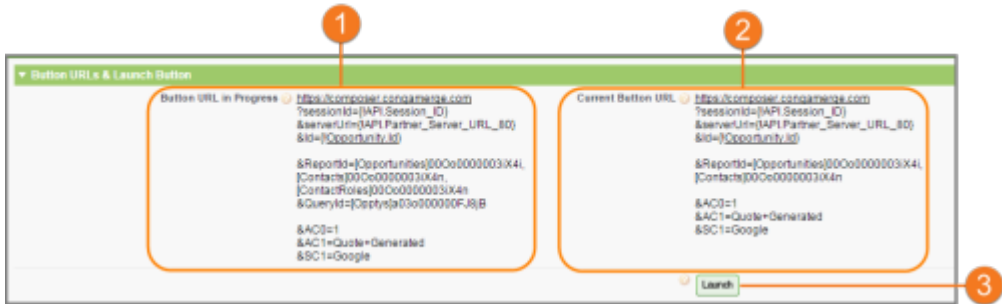 1
2
▼ Button URLs & Launch Button
Button URL in Progress
https://composer.congamerge.com
?sessionId={!API.Session_ID}
&serverUrl={!API.Partner_Server_URL_80}
&Id={!Opportunity.Id}
&ReportId=[Opportunities]00Oo0000003iX4i,
[Contacts]00Oo0000003iX4n,
[ContactRoles]00Oo0000003iX4n
&QueryId=[Opptys]a03o000000FJ8jB
&AC0=1
&AC1=Quote+Generated
&SC1=Google
Current Button URL
https://composer.congamerge.com
?sessionId={!API.Session_ID}
&serverUrl={!API.Partner_Server_URL_80}
&Id={!Opportunity.Id}
&ReportId=[Opportunities]00Oo0000003iX4i,
[Contacts]00Oo0000003iX4n
&AC0=1
&AC1=Quote+Generated
&SC1=Google
Launch
3